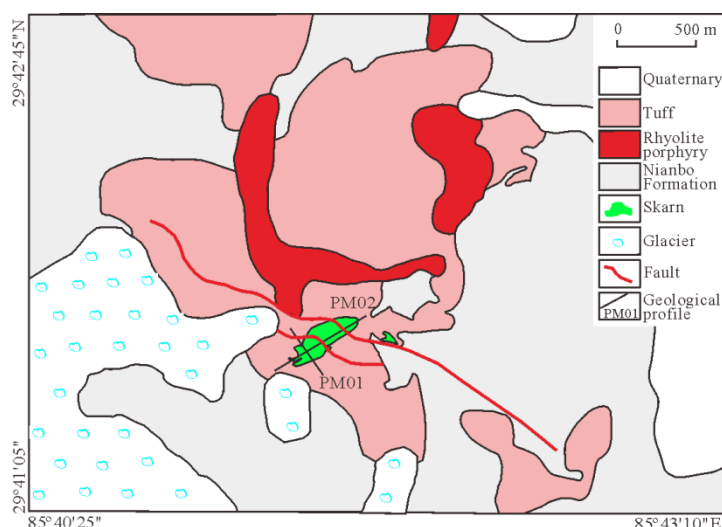 29°42'45"N
0 500 m
Quaternary
Tuff
Rhyolite
porphyry
Nianbo
Formation
Skarn
Glacier
Fault
Geological
profile
PM01
PM02
PM01
29°41'05"
85°40'25"
85°43'10"E